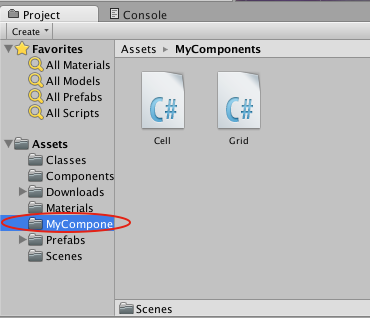 Project
Console
Create
Favorites
All Materials
All Models
All Prefabs
All Scripts
Assets
Classes
Components
Downloads
Materials
MyCompone
Prefabs
Scenes
Assets ▸ MyComponents
C# C#
Cell Grid
Scenes